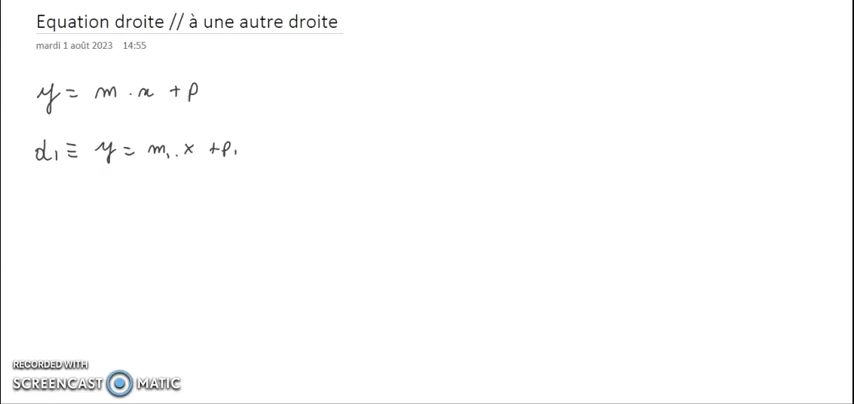 Equation droite // à une autre droite
mardi 1 août 2023 14:55
y = m . x + p
d₁ ≡ y = m₁ . x + p₁
RECORDED WITH
SCREENCAST MATIC